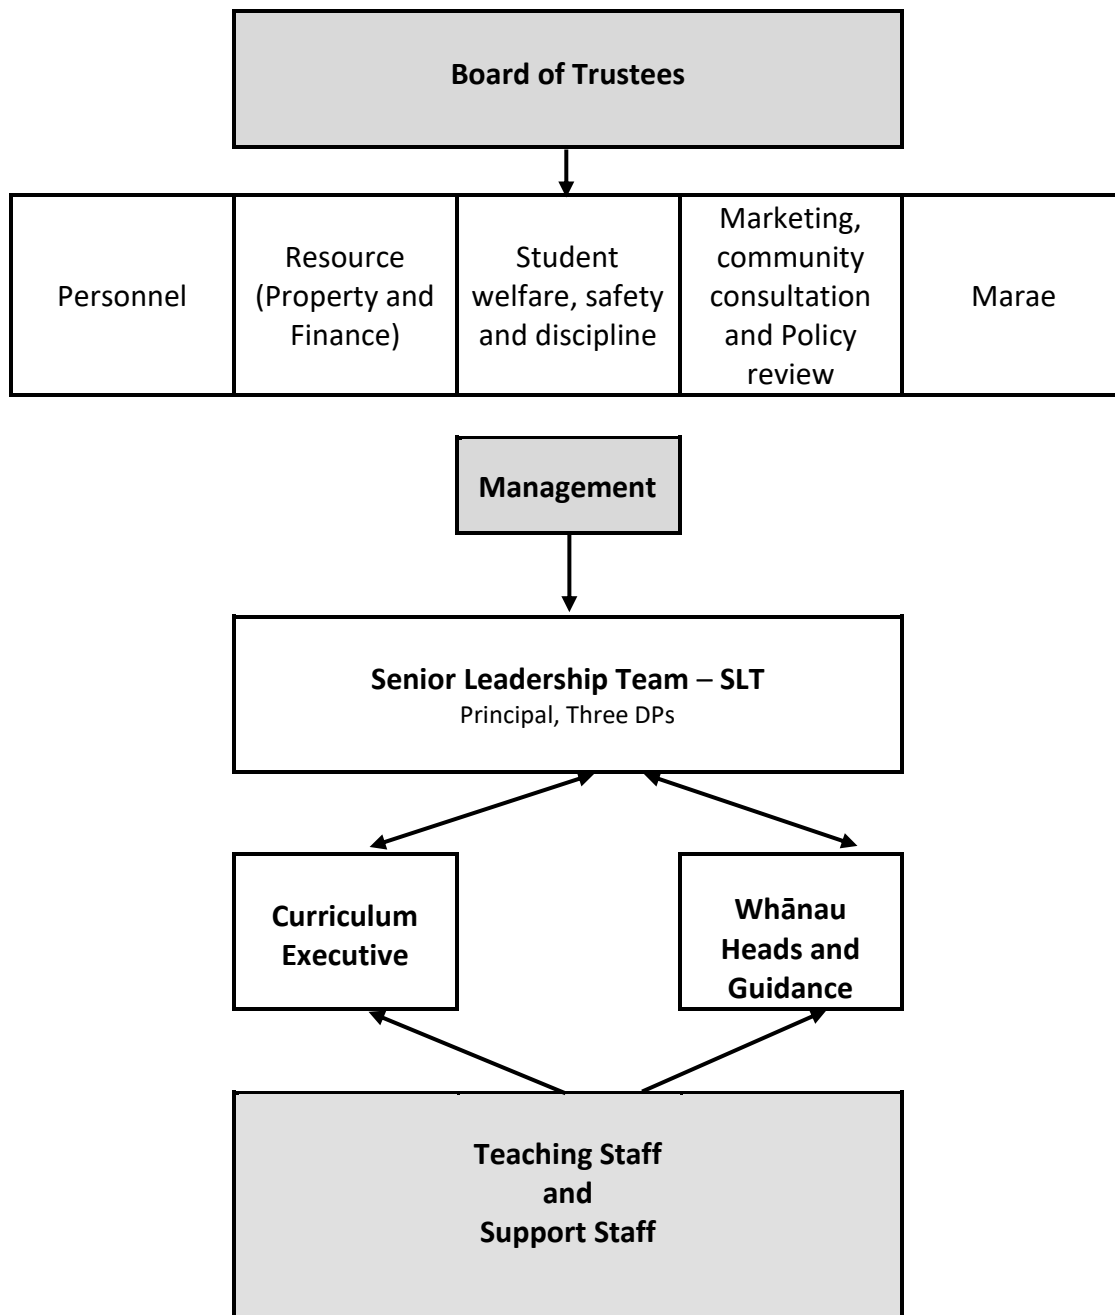 Board of Trustees
Personnel
Resource
(Property and
Finance)
Student
welfare, safety
and discipline
Marketing,
community
consultation
and Policy
review
Marae
Management
Senior Leadership Team – SLT
Principal, Three DPs
Curriculum
Executive
Whānau
Heads and
Guidance
Teaching Staff
and
Support Staff